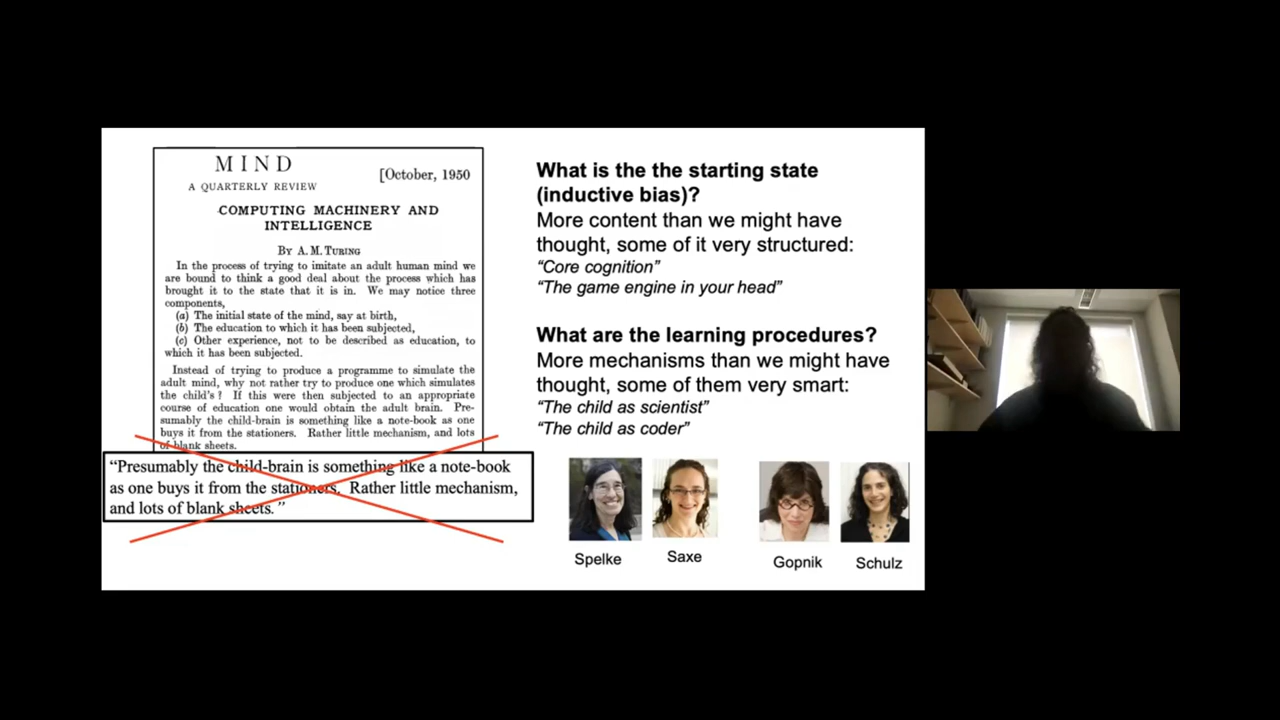 MIND
A QUARTERLY REVIEW
[October, 1950
COMPUTING MACHINERY AND
INTELLIGENCE
BY A. M. TURING
In the process of trying to imitate an adult human mind we
are bound to think a good deal about the process which has
brought it to the state that it is in. We may notice three
components,
(a) The initial state of the mind, say at birth,
(b) The education to which it has been subjected,
(c) Other experience, not to be described as education, to
which it has been subjected.
Instead of trying to produce a programme to simulate the
adult mind, why not rather try to produce one which simulates
the child's? If this were then subjected to an appropriate
course of education one would obtain the adult brain. Pre-
sumably the child-brain is something like a note-book as one
buys it from the stationers. Rather little mechanism, and lots
of blank sheets.
“Presumably the child-brain is something like a note-book
as one buys it from the stationers. Rather little mechanism,
and lots of blank sheets.”
What is the the starting state
(inductive bias)?
More content than we might have
thought, some of it very structured:
“Core cognition”
“The game engine in your head”
What are the learning procedures?
More mechanisms than we might have
thought, some of them very smart:
“The child as scientist”
“The child as coder”
Spelke
Saxe
Gopnik
Schulz